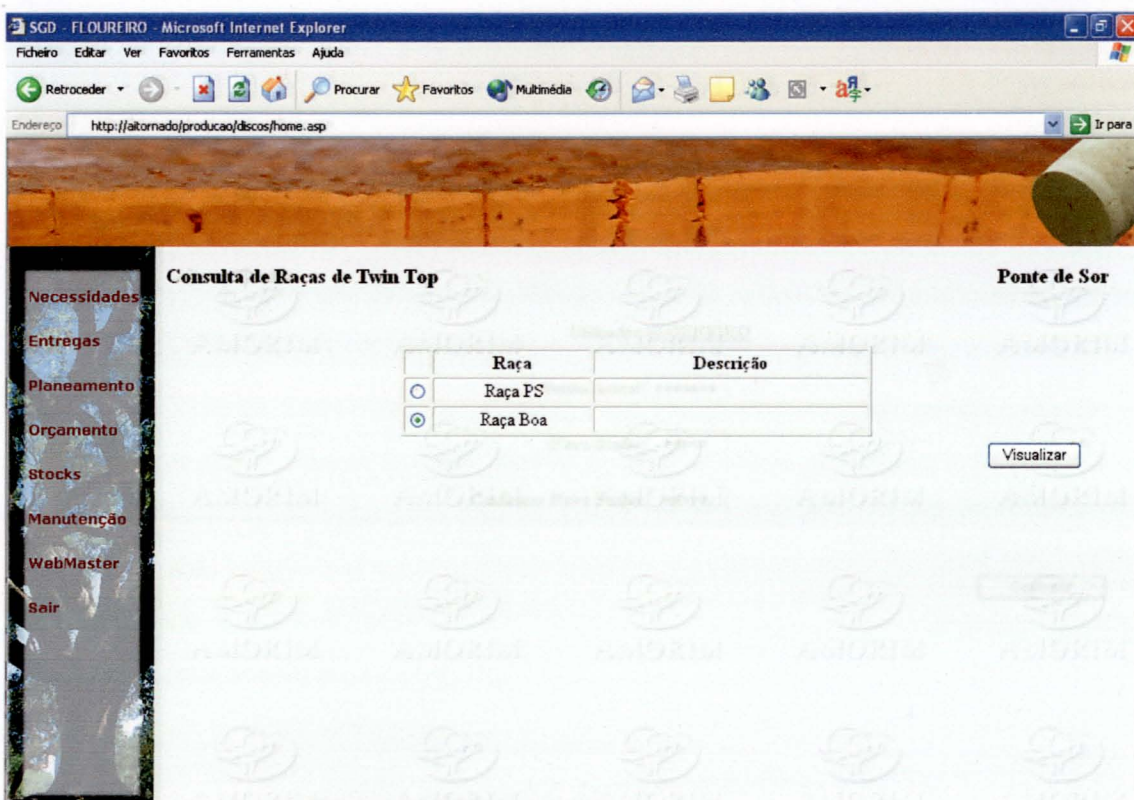 SGD - FLOUREIRO - Microsoft Internet Explorer
Ficheiro Editar Ver Favoritos Ferramentas Ajuda
Retroceder Procurar Favoritos Multimédia
Endereço http://aitornado/producao/discos/home.asp Ir para
Consulta de Raças de Twin Top Ponte de Sor
Necessidades
Entregas
Planeamento
Orçamento
Stocks
Manutenção
WebMaster
Sair
Raça Descrição
Raça PS
Raça Boa
Visualizar